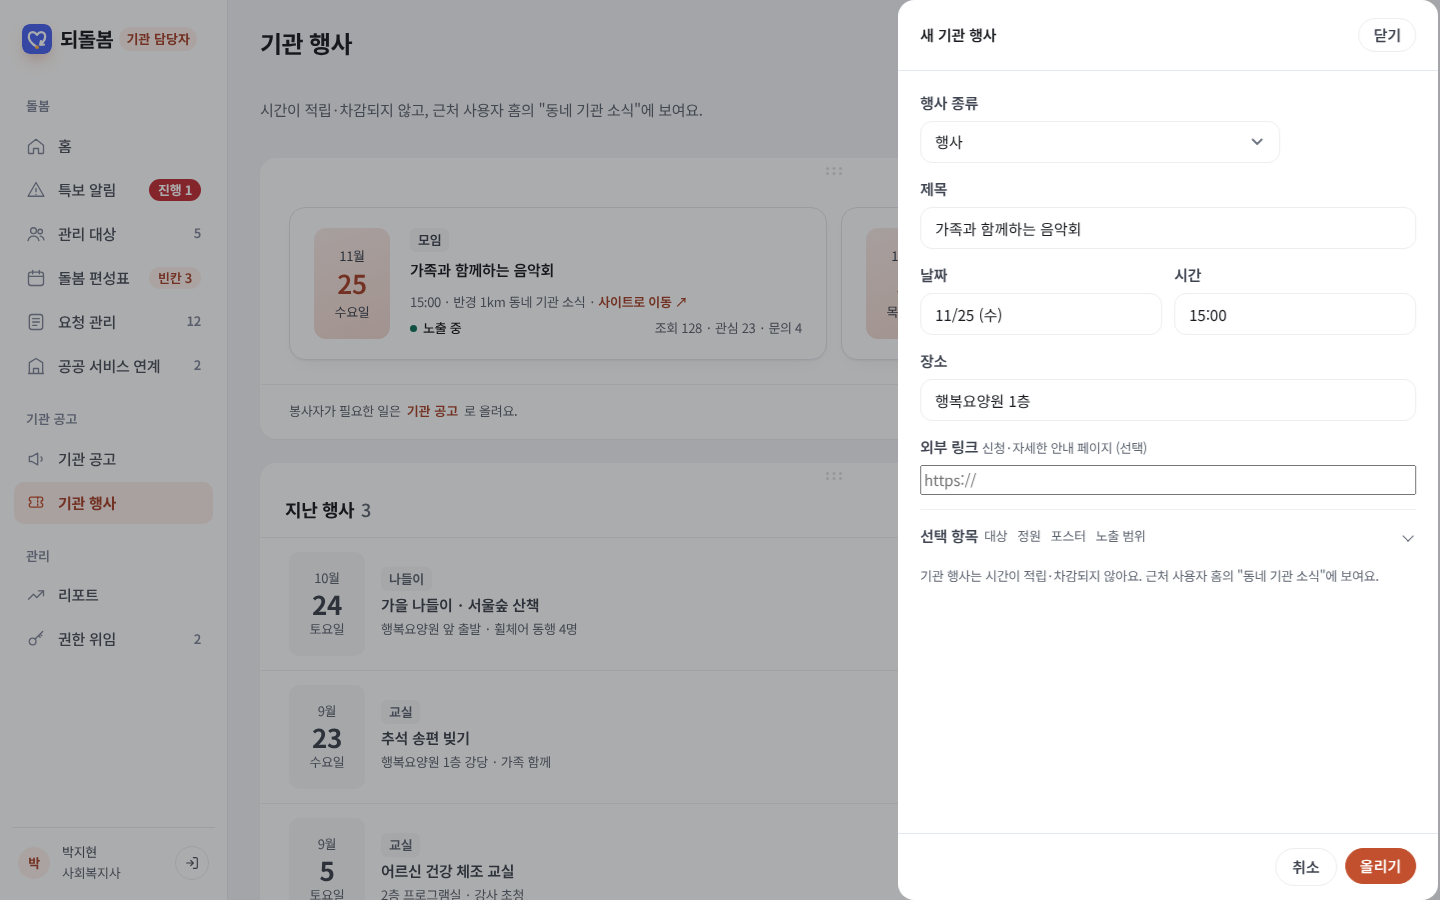 되돌봄 기관 담당자
돌봄
홈
특보 알림 진행 1
관리 대상 5
돌봄 편성표 빈칸 3
요청 관리 12
공공 서비스 연계 2
기관 공고
기관 공고
기관 행사
관리
리포트
권한 위임 2
박 박지현
사회복지사
기관 행사
시간이 적립·차감되지 않고, 근처 사용자 홈의 "동네 기관 소식"에 보여요.
11월
25
수요일
모임
가족과 함께하는 음악회
15:00 · 반경 1km 동네 기관 소식 · 사이트로 이동 ↗
노출 중 조회 128 · 관심 23 · 문의 4
봉사자가 필요한 일은 기관 공고 로 올려요.
지난 행사 3
10월
24
토요일
나들이
가을 나들이 · 서울숲 산책
행복요양원 앞 출발 · 휠체어 동행 4명
9월
23
수요일
교실
추석 송편 빚기
행복요양원 1층 강당 · 가족 함께
9월
5
토요일
교실
어르신 건강 체조 교실
2층 프로그램실 · 강사 초청
새 기관 행사 닫기
행사 종류
행사
제목
가족과 함께하는 음악회
날짜 시간
11/25 (수) 15:00
장소
행복요양원 1층
외부 링크 신청·자세한 안내 페이지 (선택)
https://
선택 항목 대상 정원 포스터 노출 범위
기관 행사는 시간이 적립·차감되지 않아요. 근처 사용자 홈의 "동네 기관 소식"에 보여요.
취소 올리기